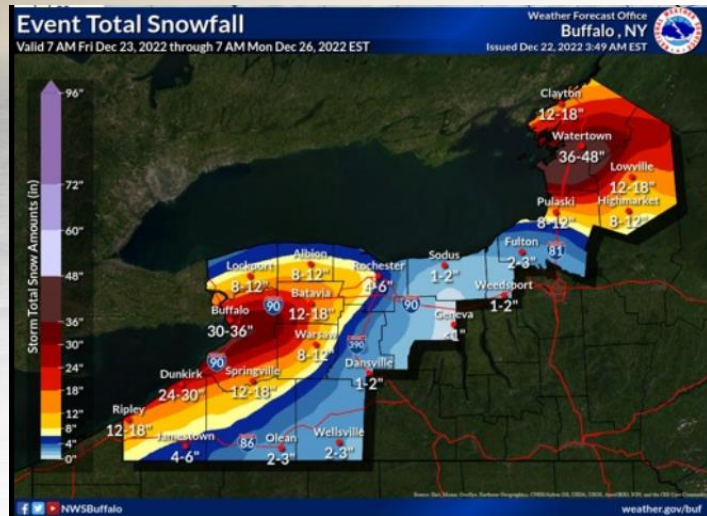 Event Total Snowfall
Valid 7 AM Fri Dec 23, 2022 through 7 AM Mon Dec 26, 2022 EST
Weather Forecast Office
Buffalo , NY
Issued Dec 22, 2022 3:49 AM EST
Storm Total Snow Amounts (in)
96"
72"
60"
48"
36"
30"
24"
18"
12"
8"
4"
0"
Clayton
12-18"
Watertown
36-48"
Lowville
12-18"
Pulaski
8-12"
Highmarket
8-12"
Fulton
2-3"
81
Sodus
1-2"
Weedsport
1-2"
Rochester
4-6"
Albion
8-12"
Lockport
8-12"
90
90
Batavia
12-18"
Buffalo
30-36"
Geneva
Warsaw
8-12"
390
90
Dansville
1-2"
Springville
12-18"
Dunkirk
24-30"
Ripley
12-18"
Jamestown
4-6"
86
Olean
2-3"
Wellsville
2-3"
NWSBuffalo
weather.gov/buf